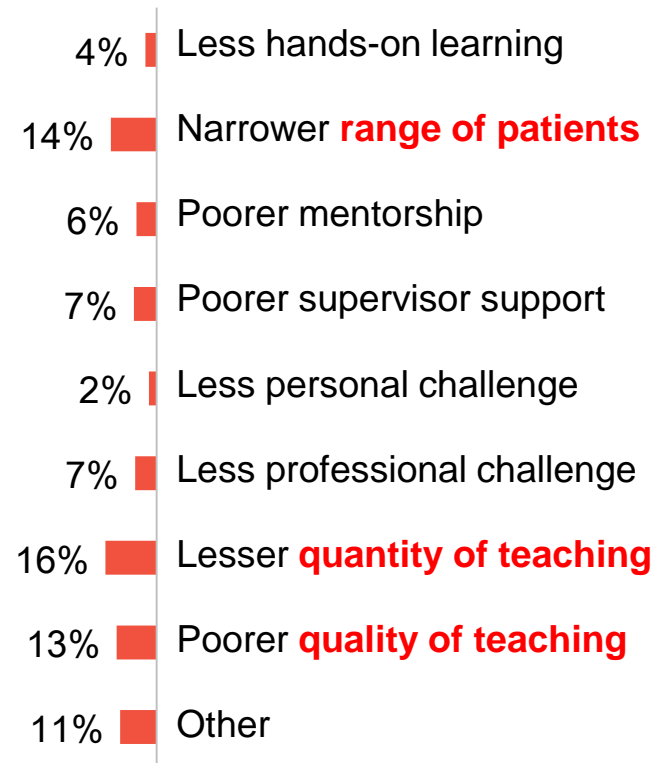 4% Less hands-on learning
14% Narrower range of patients
6% Poorer mentorship
7% Poorer supervisor support
2% Less personal challenge
7% Less professional challenge
16% Lesser quantity of teaching
13% Poorer quality of teaching
11% Other